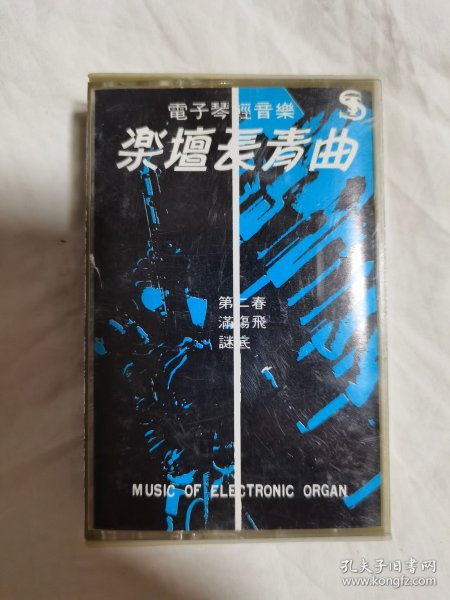 電子琴輕音樂
楽壇長青曲
第二春
滿場飛
謎底
MUSIC OF ELECTRONIC ORGAN
孔夫子旧书网
www.kongfz.com